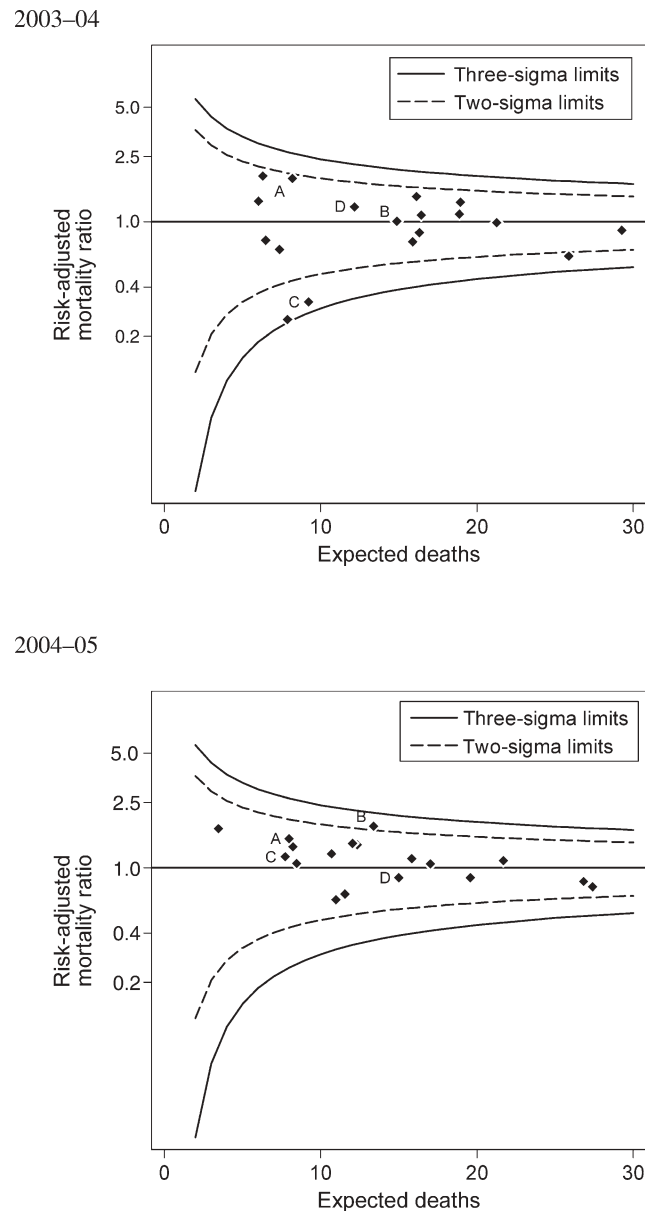 2003–04
Three-sigma limits
Two-sigma limits
5.0
2.5
1.0
0.4
0.2
Risk-adjusted
mortality ratio
A
D
B
C
0
10
20
30
Expected deaths
2004–05
Three-sigma limits
Two-sigma limits
5.0
2.5
1.0
0.4
0.2
Risk-adjusted
mortality ratio
B
A
C
D
0
10
20
30
Expected deaths